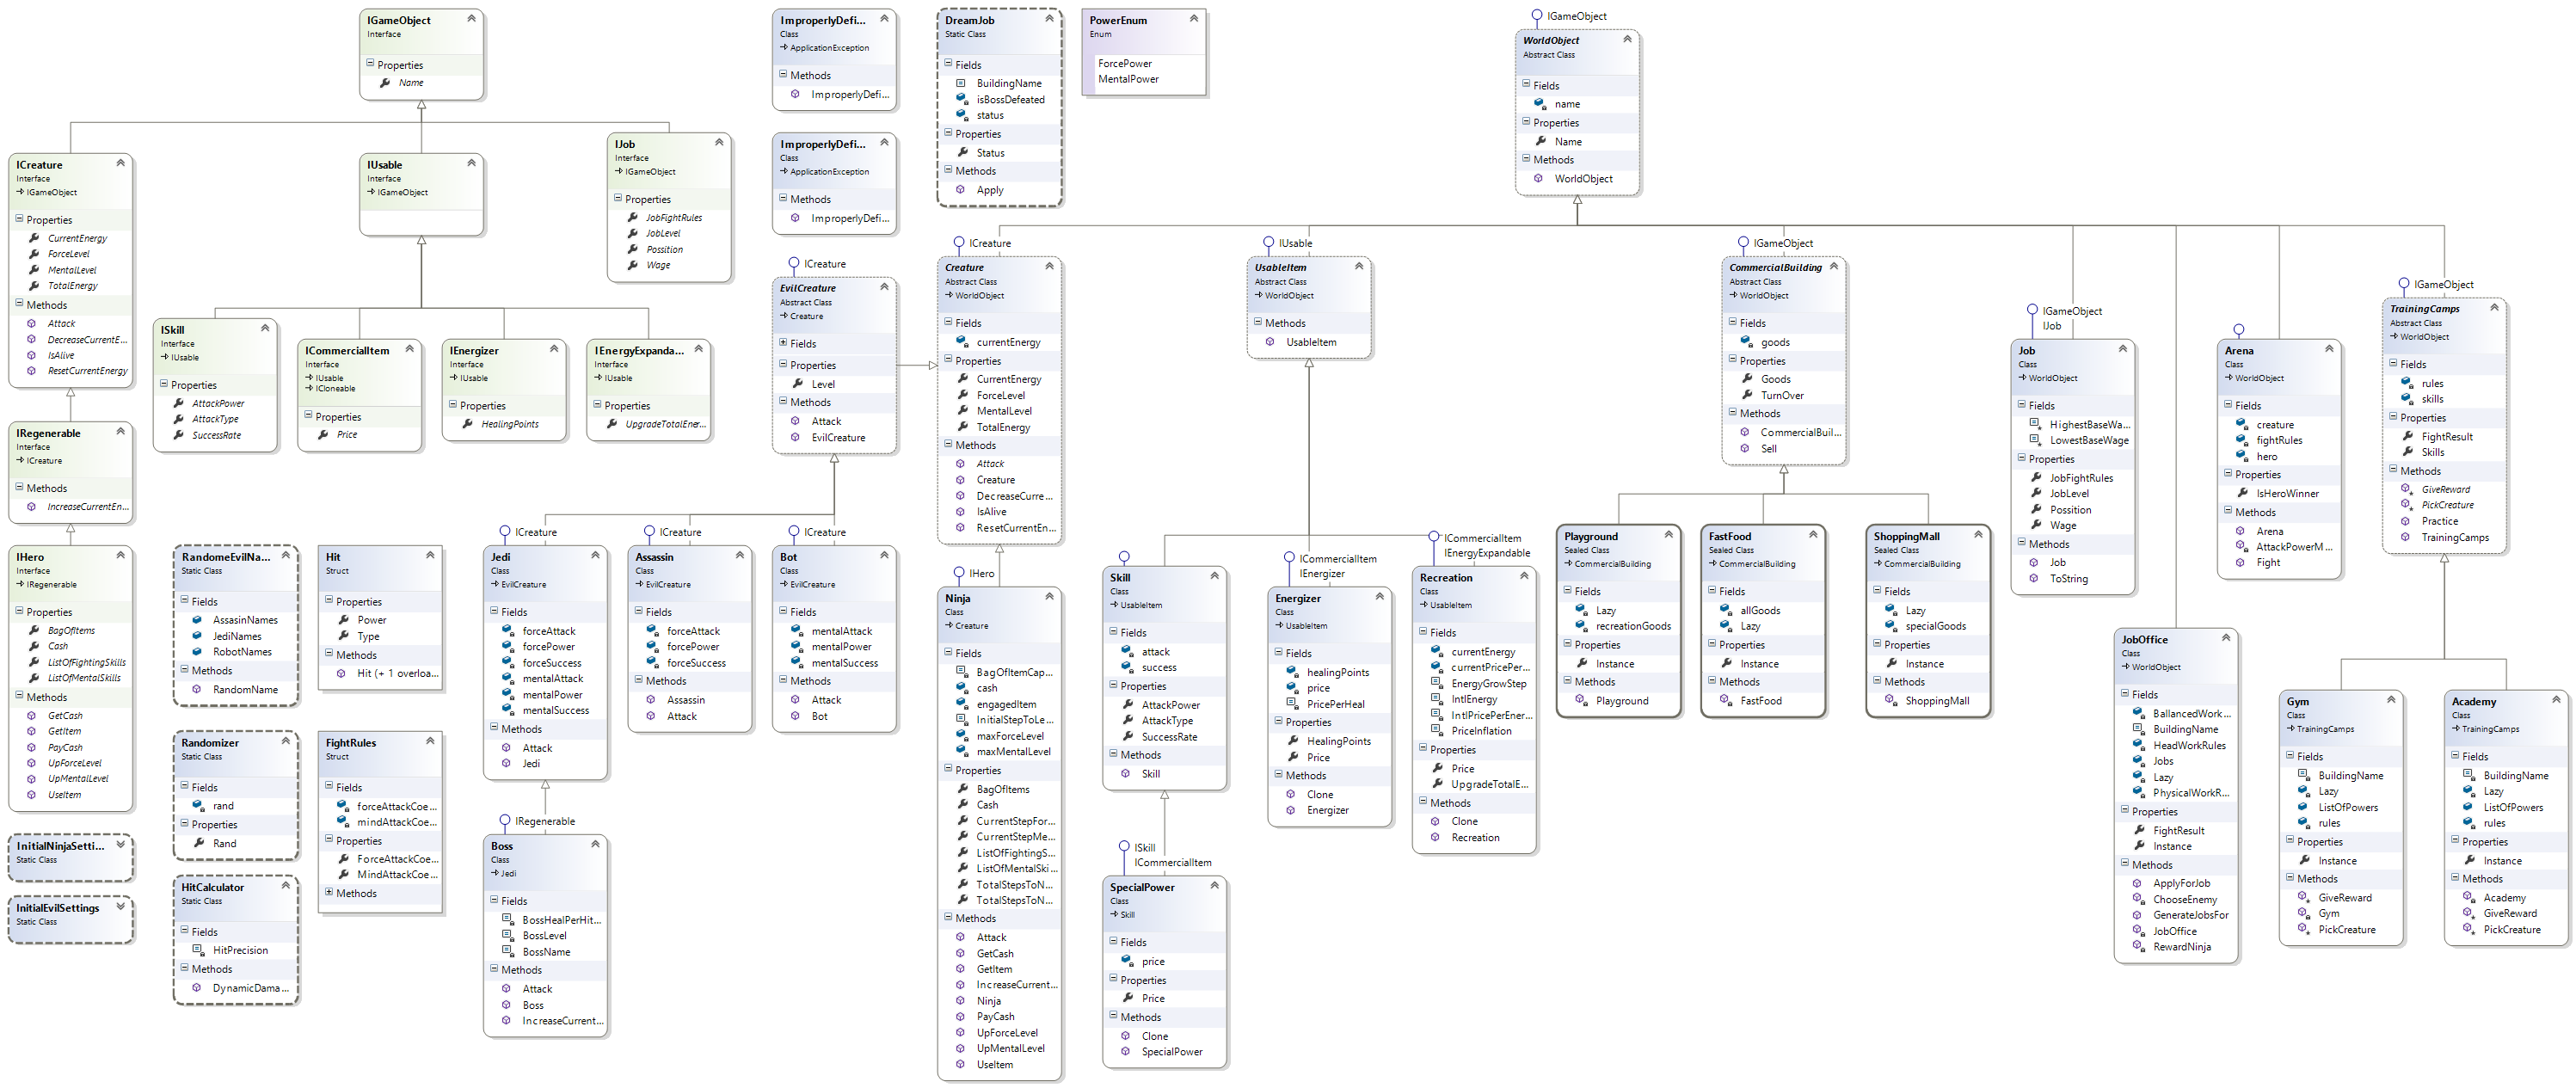 IGameObject
Interface
Properties
Name
ICreature
Interface
IGameObject
Properties
CurrentEnergy
ForceLevel
MentalLevel
TotalEnergy
Methods
Attack
DecreaseCurrentE...
IsAlive
ResetCurrentEnergy
IUsable
Interface
IGameObject
IJob
Interface
IGameObject
Properties
JobFightRules
JobLevel
Possition
Wage
ISkill
Interface
IUsable
Properties
AttackPower
AttackType
SuccessRate
ICommercialItem
Interface
IUsable
ICloneable
Properties
Price
IEnergizer
Interface
IUsable
Properties
HealingPoints
IEnergyExpanda...
Interface
IUsable
Properties
UpgradeTotalEner...
IRegenerable
Interface
ICreature
Methods
IncreaseCurrentEn...
IHero
Interface
IRegenerable
Properties
BagOfItems
Cash
ListOfFightingSkills
ListOfMentalSkills
Methods
GetCash
GetItem
PayCash
UpForceLevel
UpMentalLevel
UseItem
InitialNinjaSetti...
Static Class
InitialEvilSettings
Static Class
RandomeEvilNa...
Static Class
Fields
AssasinNames
JediNames
RobotNames
Methods
RandomName
Randomizer
Static Class
Fields
rand
Properties
Rand
HitCalculator
Static Class
Fields
HitPrecision
Methods
DynamicDama...
Hit
Struct
Properties
Power
Type
Methods
Hit (+ 1 overloa...
FightRules
Struct
Fields
forceAttackCoe...
mindAttackCoe...
Properties
ForceAttackCoe...
MindAttackCoe...
Methods
ImproperlyDefi...
Class
ApplicationException
Methods
ImproperlyDefi...
ImproperlyDefi...
Class
ApplicationException
Methods
ImproperlyDefi...
DreamJob
Static Class
Fields
BuildingName
isBossDefeated
status
Properties
Status
Methods
Apply
PowerEnum
Enum
ForcePower
MentalPower
ICreature
EvilCreature
Abstract Class
Creature
Fields
Properties
Level
Methods
Attack
EvilCreature
ICreature
Jedi
Class
EvilCreature
Fields
forceAttack
forcePower
forceSuccess
mentalAttack
mentalPower
mentalSuccess
Methods
Attack
Jedi
ICreature
Assassin
Class
EvilCreature
Fields
forceAttack
forcePower
forceSuccess
Methods
Assassin
Attack
ICreature
Bot
Class
EvilCreature
Fields
mentalAttack
mentalPower
mentalSuccess
Methods
Attack
Bot
IRegenerable
Boss
Class
Jedi
Fields
BossHealPerHit...
BossLevel
BossName
Methods
Attack
Boss
IncreaseCurrent...
ICreature
Creature
Abstract Class
WorldObject
Fields
currentEnergy
Properties
CurrentEnergy
ForceLevel
MentalLevel
TotalEnergy
Methods
Attack
Creature
DecreaseCurre...
IsAlive
ResetCurrentEn...
IHero
Ninja
Class
Creature
Fields
BagOfItemCap...
cash
engagedItem
InitialStepToLe...
maxForceLevel
maxMentalLevel
Properties
BagOfItems
Cash
CurrentStepFor...
CurrentStepMe...
ListOfFightingS...
ListOfMentalSki...
TotalStepsToN...
TotalStepsToN...
Methods
Attack
GetCash
GetItem
IncreaseCurrent...
Ninja
PayCash
UpForceLevel
UpMentalLevel
UseItem
IGameObject
WorldObject
Abstract Class
Fields
name
Properties
Name
Methods
WorldObject
IUsable
UsableItem
Abstract Class
WorldObject
Methods
UsableItem
Skill
Class
UsableItem
Fields
attack
success
Properties
AttackPower
AttackType
SuccessRate
Methods
Skill
ISkill
ICommercialItem
SpecialPower
Class
Skill
Fields
price
Properties
Price
Methods
Clone
SpecialPower
ICommercialItem
IEnergizer
Energizer
Class
UsableItem
Fields
healingPoints
price
PricePerHeal
Properties
HealingPoints
Price
Methods
Clone
Energizer
ICommercialItem
IEnergyExpandable
Recreation
Class
UsableItem
Fields
currentEnergy
currentPricePer...
EnergyGrowStep
IntlEnergy
IntlPricePerEner...
PriceInflation
Properties
Price
UpgradeTotalE...
Methods
Clone
Recreation
IGameObject
CommercialBuilding
Abstract Class
WorldObject
Fields
goods
Properties
Goods
TurnOver
Methods
CommercialBuil...
Sell
Playground
Sealed Class
CommercialBuilding
Fields
Lazy
recreationGoods
Properties
Instance
Methods
Playground
FastFood
Sealed Class
CommercialBuilding
Fields
allGoods
Lazy
Properties
Instance
Methods
FastFood
ShoppingMall
Sealed Class
CommercialBuilding
Fields
Lazy
specialGoods
Properties
Instance
Methods
ShoppingMall
IGameObject
IJob
Job
Class
WorldObject
Fields
HighestBaseWa...
LowestBaseWage
Properties
JobFightRules
JobLevel
Possition
Wage
Methods
Job
ToString
JobOffice
Class
WorldObject
Fields
BallancedWork...
BuildingName
HeadWorkRules
Jobs
Lazy
PhysicalWorkR...
Properties
FightResult
Instance
Methods
ApplyForJob
ChooseEnemy
GenerateJobsFor
JobOffice
RewardNinja
Arena
Class
WorldObject
Fields
creature
fightRules
hero
Properties
IsHeroWinner
Methods
Arena
AttackPowerM...
Fight
IGameObject
TrainingCamps
Abstract Class
WorldObject
Fields
rules
skills
Properties
FightResult
Skills
Methods
GiveReward
PickCreature
Practice
TrainingCamps
Gym
Class
TrainingCamps
Fields
BuildingName
Lazy
ListOfPowers
rules
Properties
Instance
Methods
GiveReward
Gym
PickCreature
Academy
Class
TrainingCamps
Fields
BuildingName
Lazy
ListOfPowers
rules
Properties
Instance
Methods
Academy
GiveReward
PickCreature